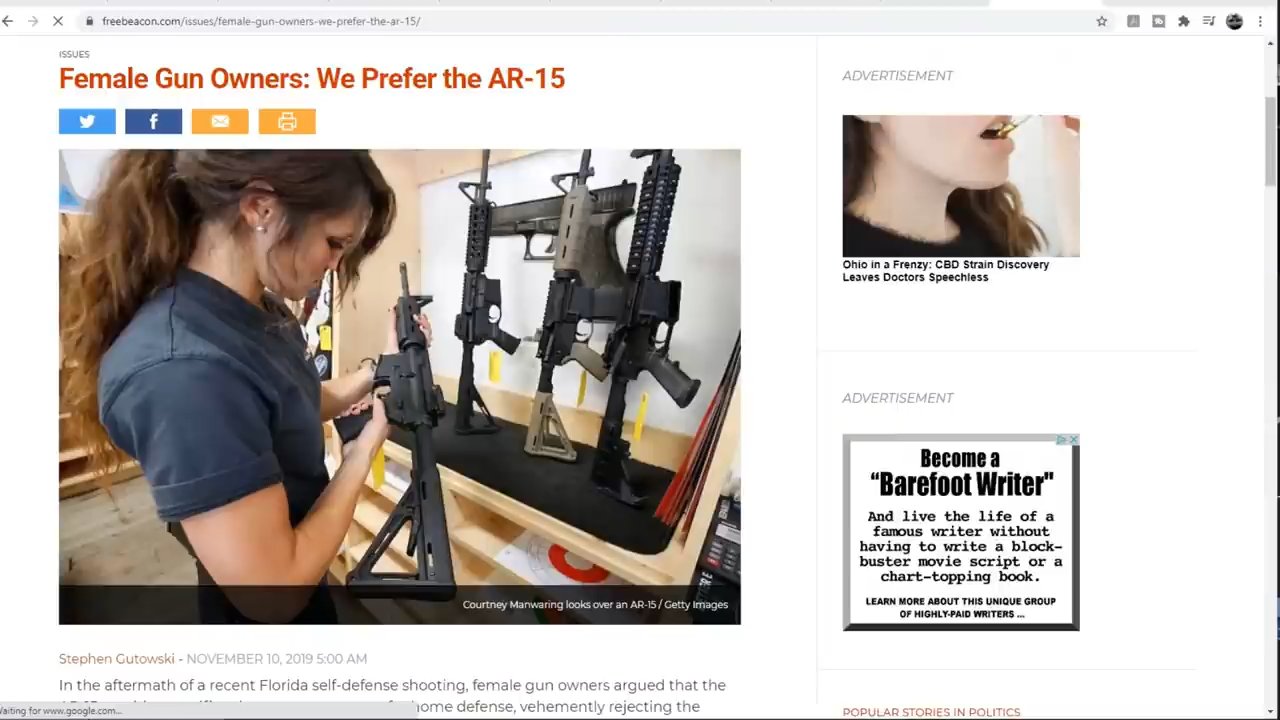 freebeacon.com/issues/female-gun-owners-we-prefer-the-ar-15/
ISSUES
Female Gun Owners: We Prefer the AR-15
Courtney Manwaring looks over an AR-15 / Getty Images
Stephen Gutowski - NOVEMBER 10, 2019 5:00 AM
In the aftermath of a recent Florida self-defense shooting, female gun owners argued that the
home defense, vehemently rejecting the
Waiting for www.google.com...
ADVERTISEMENT
Ohio in a Frenzy: CBD Strain Discovery
Leaves Doctors Speechless
ADVERTISEMENT
Become a
"Barefoot Writer"
And live the life of a
famous writer without
having to write a block-
buster movie script or a
chart-topping book.
LEARN MORE ABOUT THIS UNIQUE GROUP
OF HIGHLY-PAID WRITERS ...
POPULAR STORIES IN POLITICS